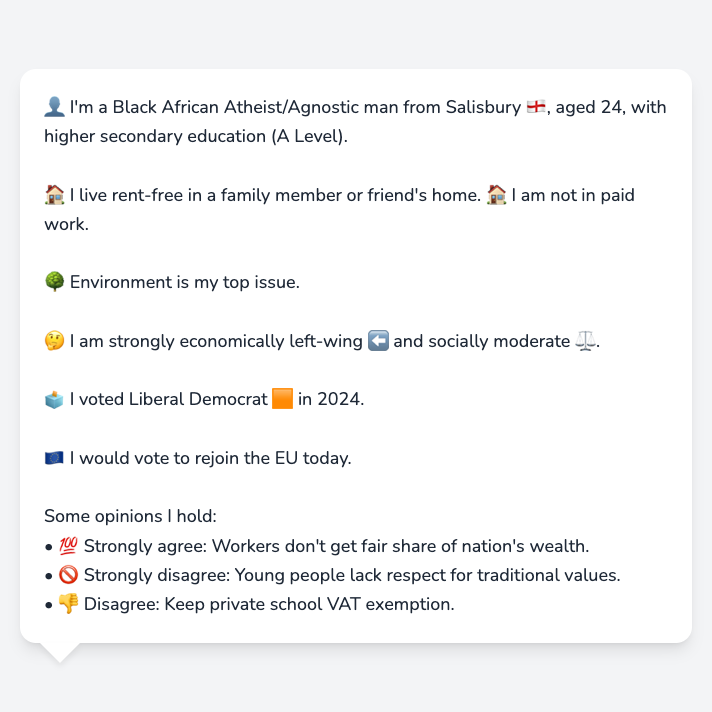 👤 I'm a Black African Atheist/Agnostic man from Salisbury 🏴󠁧󠁢󠁥󠁮󠁧󠁿, aged 24, with
higher secondary education (A Level).
🏠 I live rent-free in a family member or friend's home. 🏠 I am not in paid
work.
🌳 Environment is my top issue.
🤔 I am strongly economically left-wing ⬅️ and socially moderate ⚖️.
🗳️ I voted Liberal Democrat 🟧 in 2024.
🇪🇺 I would vote to rejoin the EU today.
Some opinions I hold:
• 💯 Strongly agree: Workers don't get fair share of nation's wealth.
• 🚫 Strongly disagree: Young people lack respect for traditional values.
• 👎 Disagree: Keep private school VAT exemption.